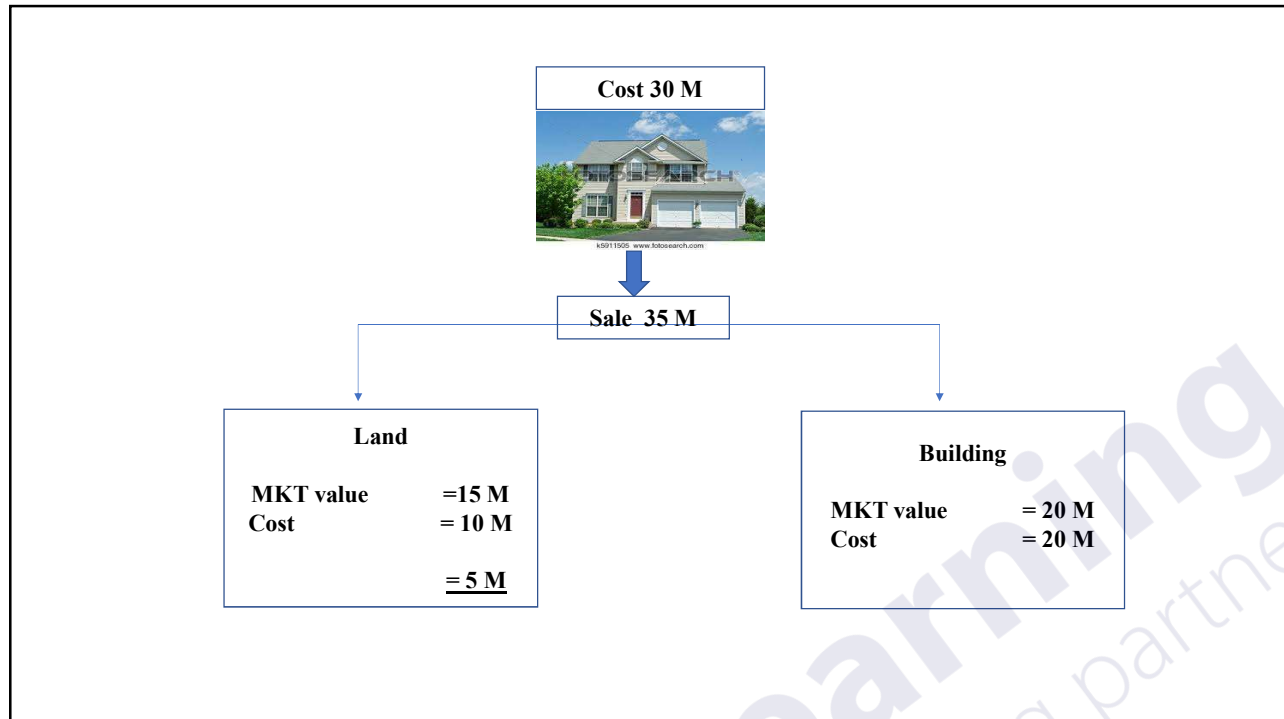 Cost 30 M
FOTOSEARCH
k5911505 www.fotosearch.com
Sale 35 M
Land
MKT value =15 M
Cost = 10 M
= 5 M
Building
MKT value = 20 M
Cost = 20 M